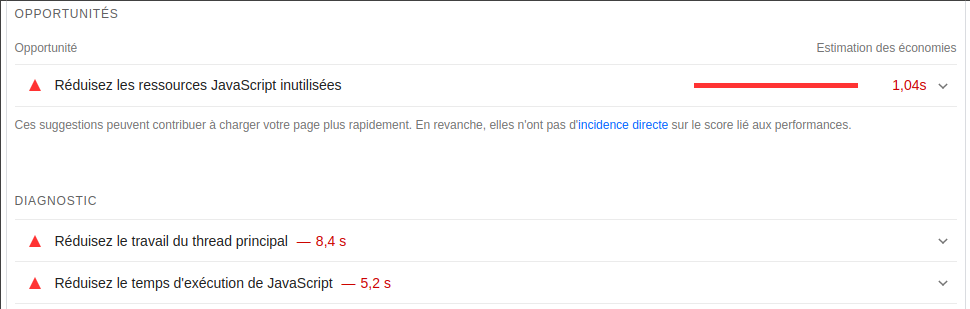 OPPORTUNITÉS
Opportunité Estimation des économies
Réduisez les ressources JavaScript inutilisées 1,04s
Ces suggestions peuvent contribuer à charger votre page plus rapidement. En revanche, elles n'ont pas d'incidence directe sur le score lié aux performances.
DIAGNOSTIC
Réduisez le travail du thread principal — 8,4 s
Réduisez le temps d'exécution de JavaScript — 5,2 s